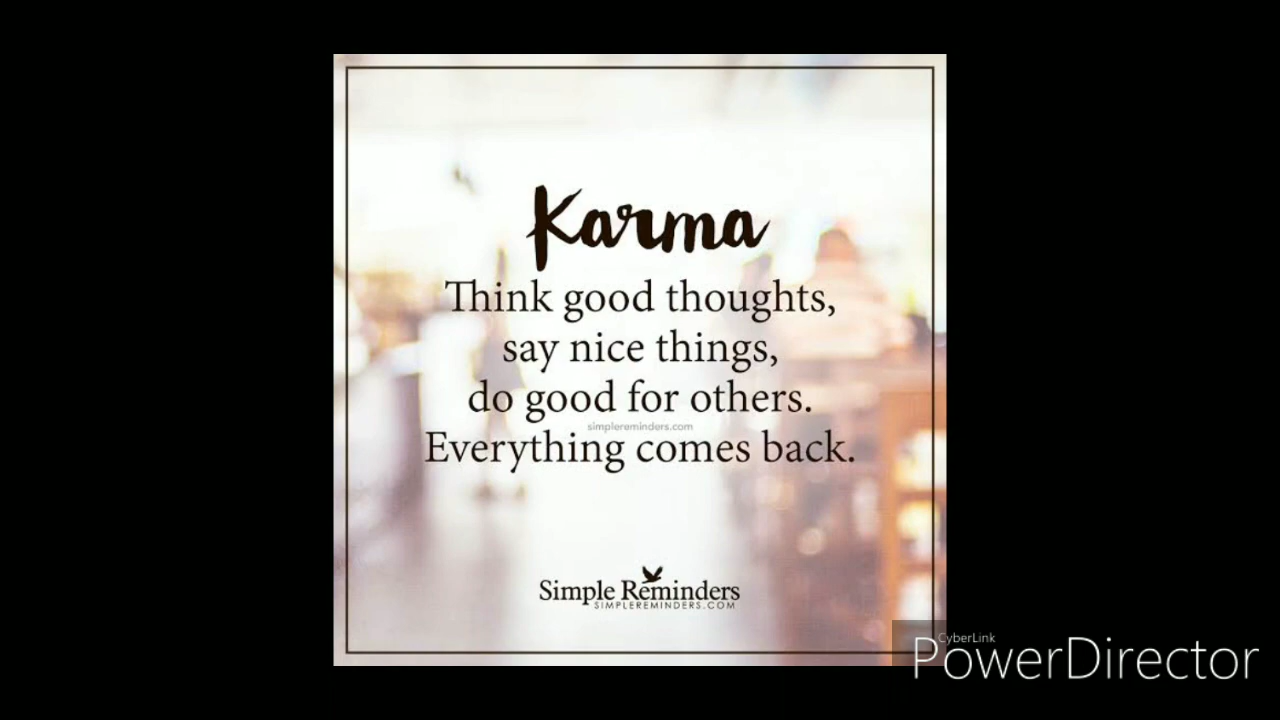 Karma
Think good thoughts,
say nice things,
do good for others.
simplereminders.com
Everything comes back.
Simple Reminders
SIMPLEREMINDERS.COM
CyberLink
PowerDirector